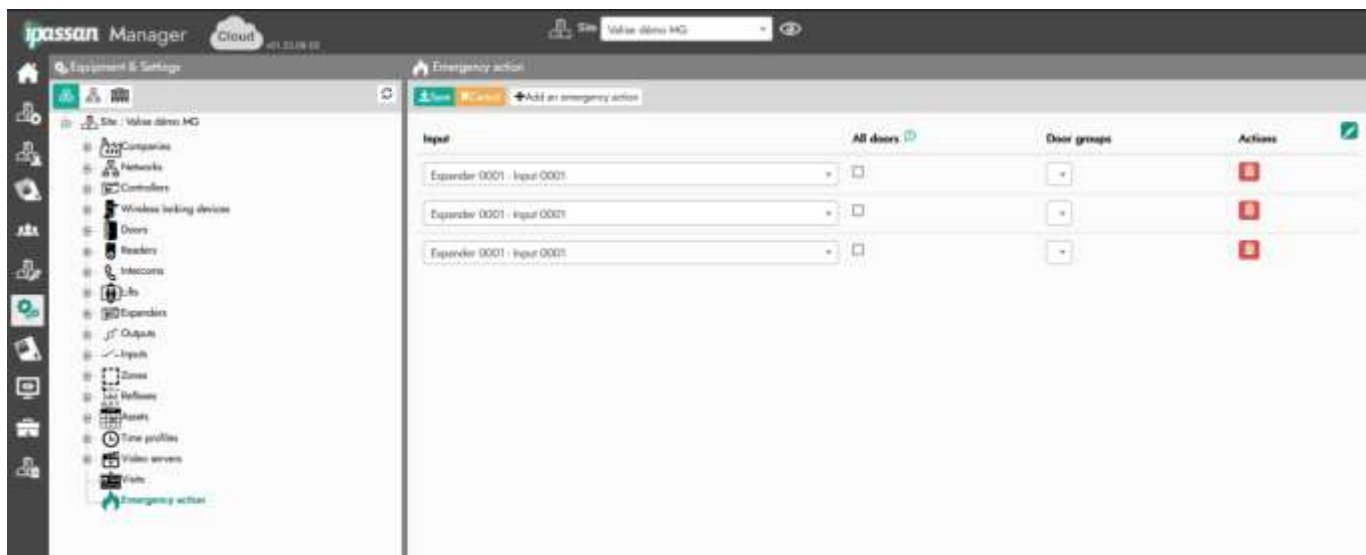 ipassan Manager Cloud
Site Valise démo MG
Equipment & Settings
Emergency action
Save Cancel Add an emergency action
Site : Valise démo MG
Companies
Networks
Controllers
Wireless locking devices
Doors
Readers
Intercoms
Lifts
Expanders
Outputs
Inputs
Zones
Reflexes
Assets
Time profiles
Video servers
Visits
Emergency action
Input All doors Door groups Actions
Expander 0001 - Input 0001
Expander 0001 - Input 0001
Expander 0001 - Input 0001